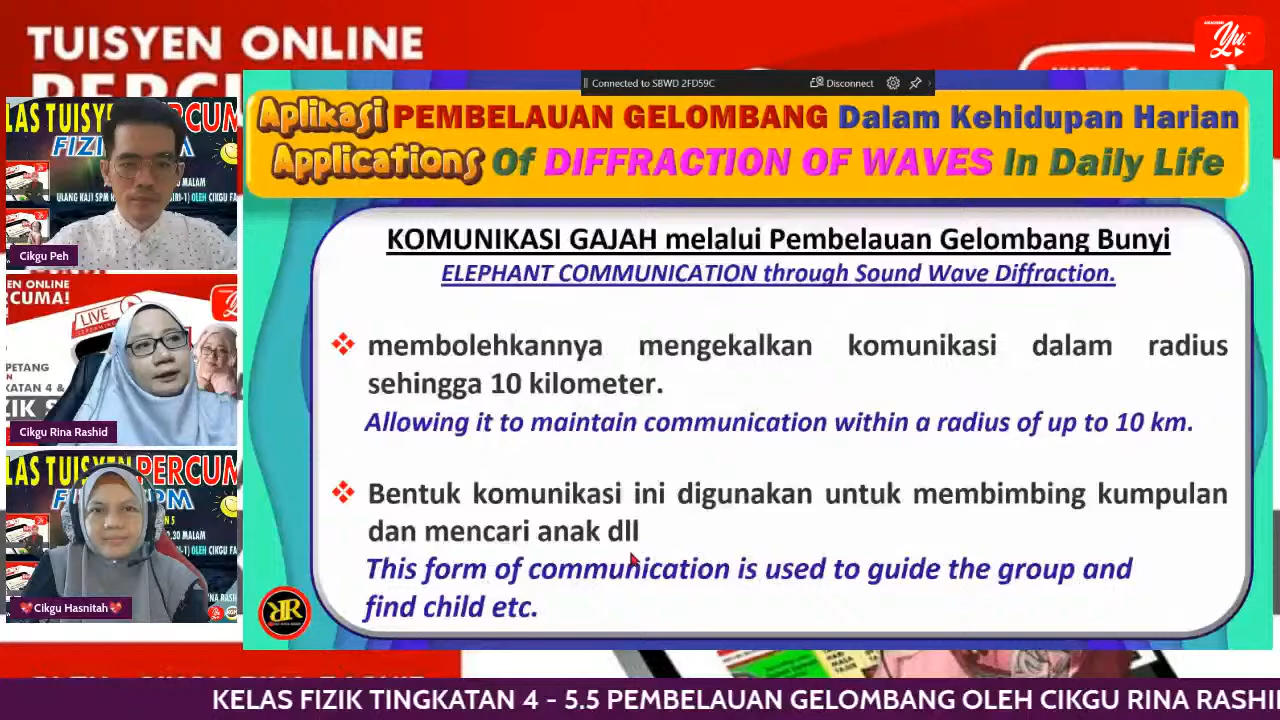 TUISYEN ONLINE
Connected to SBWD 2FD59C
Disconnect
Aplikasi PEMBELAUAN GELOMBANG Dalam Kehidupan Harian
Applications Of DIFFRACTION OF WAVES In Daily Life
KOMUNIKASI GAJAH melalui Pembelauan Gelombang Bunyi
ELEPHANT COMMUNICATION through Sound Wave Diffraction.
membolehkannya mengekalkan komunikasi dalam radius
sehingga 10 kilometer.
Allowing it to maintain communication within a radius of up to 10 km.
Bentuk komunikasi ini digunakan untuk membimbing kumpulan
dan mencari anak dll
This form of communication is used to guide the group and
find child etc.
Cikgu Peh
LIVE
Cikgu Rina Rashid
Cikgu Hasnitah
KELAS FIZIK TINGKATAN 4 - 5.5 PEMBELAUAN GELOMBANG OLEH CIKGU RINA RASHI